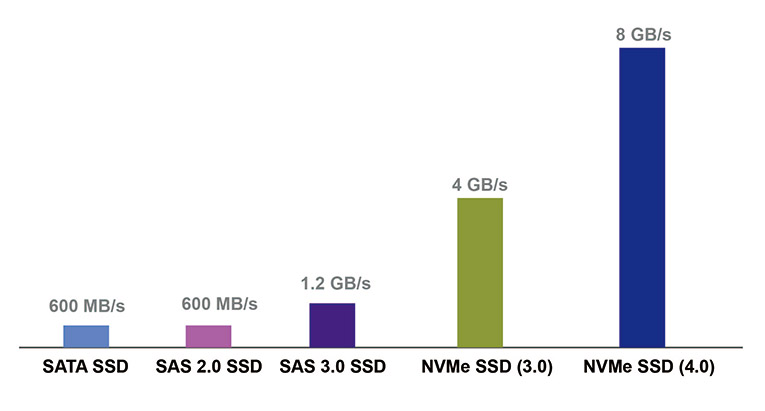 8 GB/s
4 GB/s
1.2 GB/s
600 MB/s
600 MB/s
SATA SSD
SAS 2.0 SSD
SAS 3.0 SSD
NVMe SSD (3.0)
NVMe SSD (4.0)